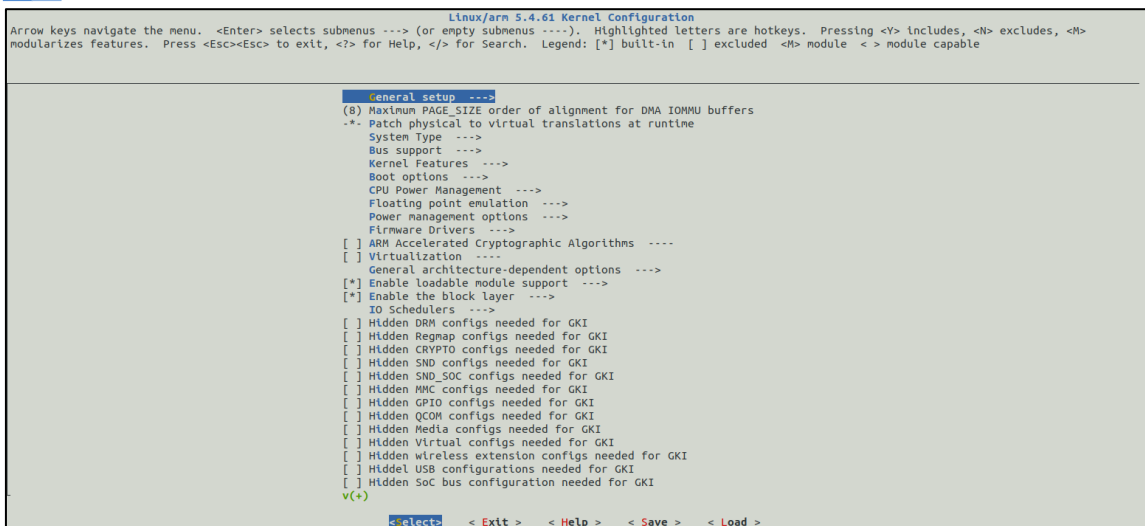 Linux/arm 5.4.61 Kernel Configuration
Arrow keys navigate the menu.  <Enter> selects submenus ---> (or empty submenus ----).  Highlighted letters are hotkeys.  Pressing <Y> includes, <N> excludes, <M>
modularizes features.  Press <Esc><Esc> to exit, <?> for Help, </> for Search.  Legend: [*] built-in  [ ] excluded  <M> module  < > module capable
General setup  --->
(8) Maximum PAGE_SIZE order of alignment for DMA IOMMU buffers
-*- Patch physical to virtual translations at runtime
System Type  --->
Bus support  --->
Kernel Features  --->
Boot options  --->
CPU Power Management  --->
Floating point emulation  --->
Power management options  --->
Firmware Drivers  --->
[ ] ARM Accelerated Cryptographic Algorithms  ----
[ ] Virtualization  ----
General architecture-dependent options  --->
[*] Enable loadable module support  --->
[*] Enable the block layer  --->
IO Schedulers  --->
[ ] Hidden DRM configs needed for GKI
[ ] Hidden Regmap configs needed for GKI
[ ] Hidden CRYPTO configs needed for GKI
[ ] Hidden SND configs needed for GKI
[ ] Hidden SND_SOC configs needed for GKI
[ ] Hidden MMC configs needed for GKI
[ ] Hidden GPIO configs needed for GKI
[ ] Hidden QCOM configs needed for GKI
[ ] Hidden Media configs needed for GKI
[ ] Hidden Virtual configs needed for GKI
[ ] Hidden wireless extension configs needed for GKI
[ ] Hiddel USB configurations needed for GKI
[ ] Hidden SoC bus configuration needed for GKI
v(+)
<Select>    < Exit >    < Help >    < Save >    < Load >